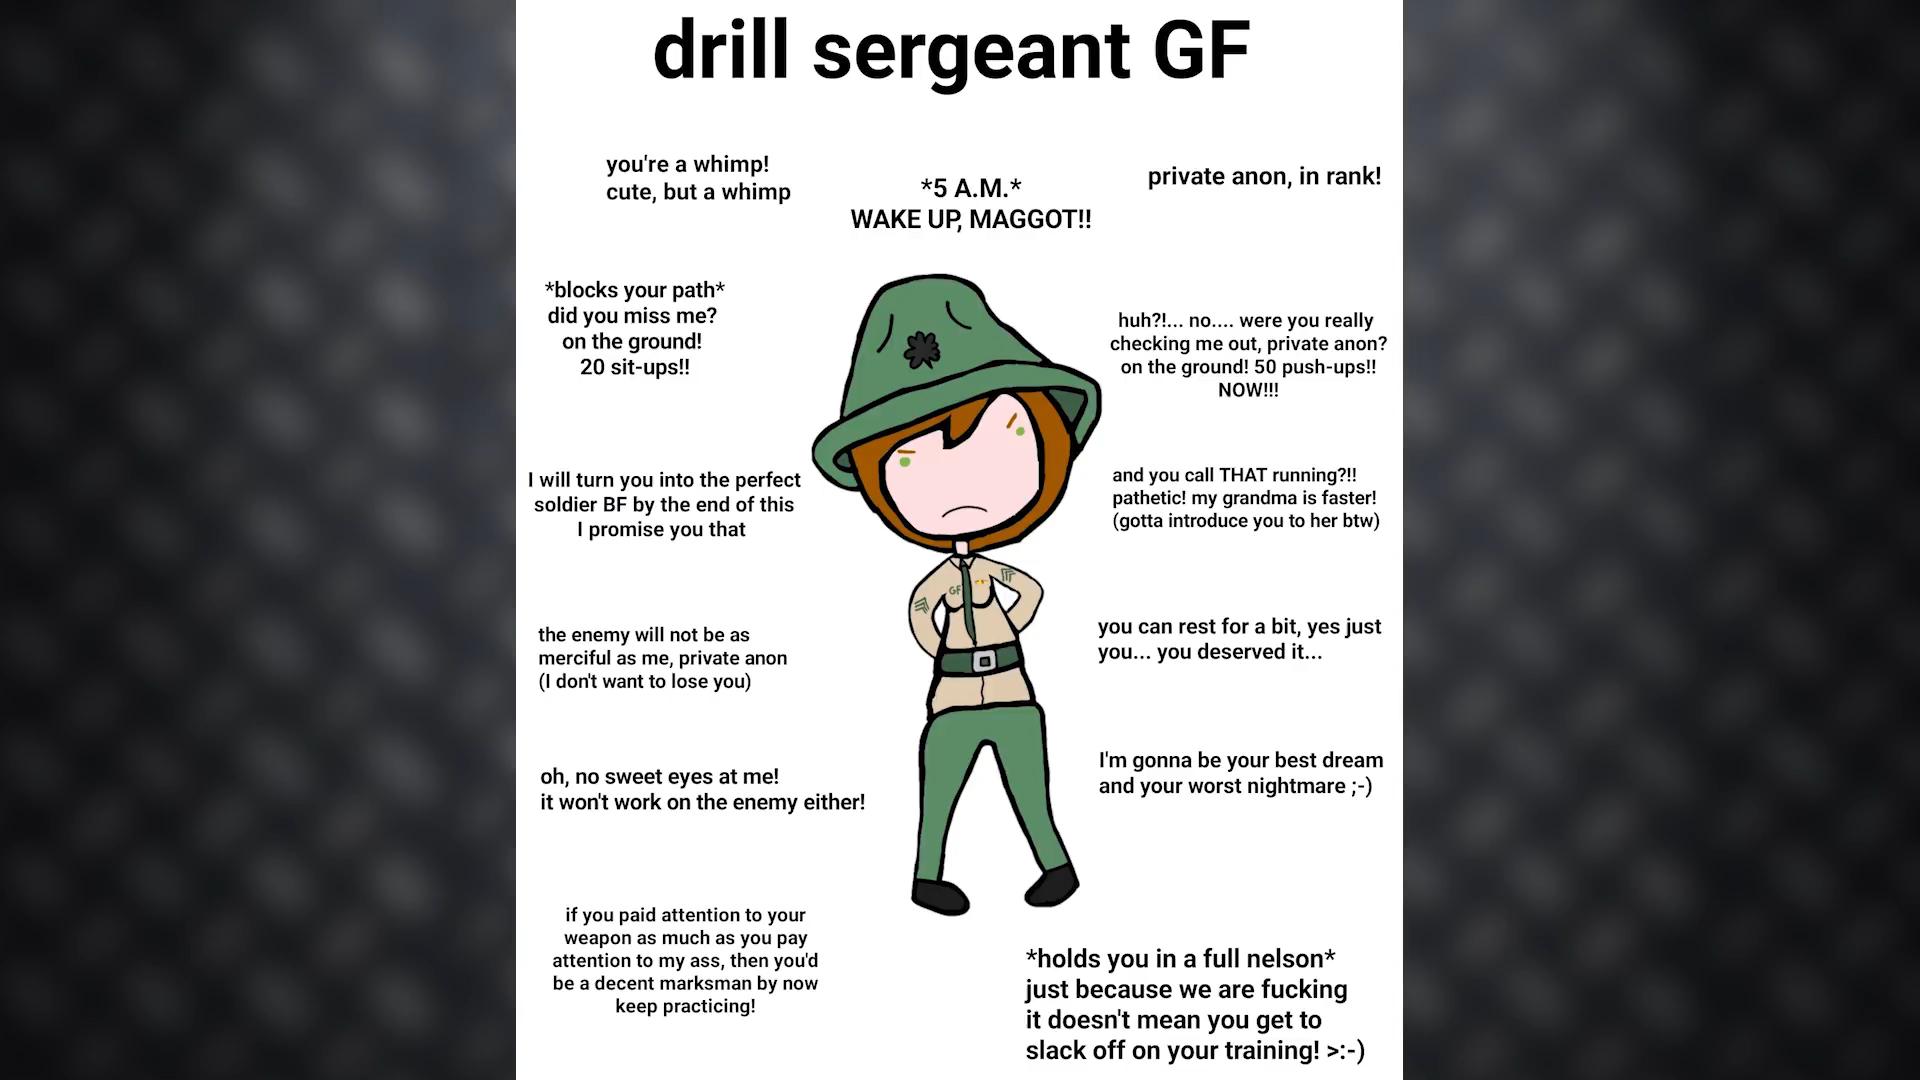 drill sergeant GF
you're a whimp!
cute, but a whimp
*5 A.M.*
WAKE UP, MAGGOT!!
private anon, in rank!
*blocks your path*
did you miss me?
on the ground!
20 sit-ups!!
huh?!... no.... were you really
checking me out, private anon?
on the ground! 50 push-ups!!
NOW!!!
I will turn you into the perfect
soldier BF by the end of this
I promise you that
and you call THAT running?!!
pathetic! my grandma is faster!
(gotta introduce you to her btw)
GF
the enemy will not be as
merciful as me, private anon
(I don't want to lose you)
you can rest for a bit, yes just
you... you deserved it...
oh, no sweet eyes at me!
it won't work on the enemy either!
I'm gonna be your best dream
and your worst nightmare ;-)
if you paid attention to your
weapon as much as you pay
attention to my ass, then you'd
be a decent marksman by now
keep practicing!
*holds you in a full nelson*
just because we are fucking
it doesn't mean you get to
slack off on your training! >:-)